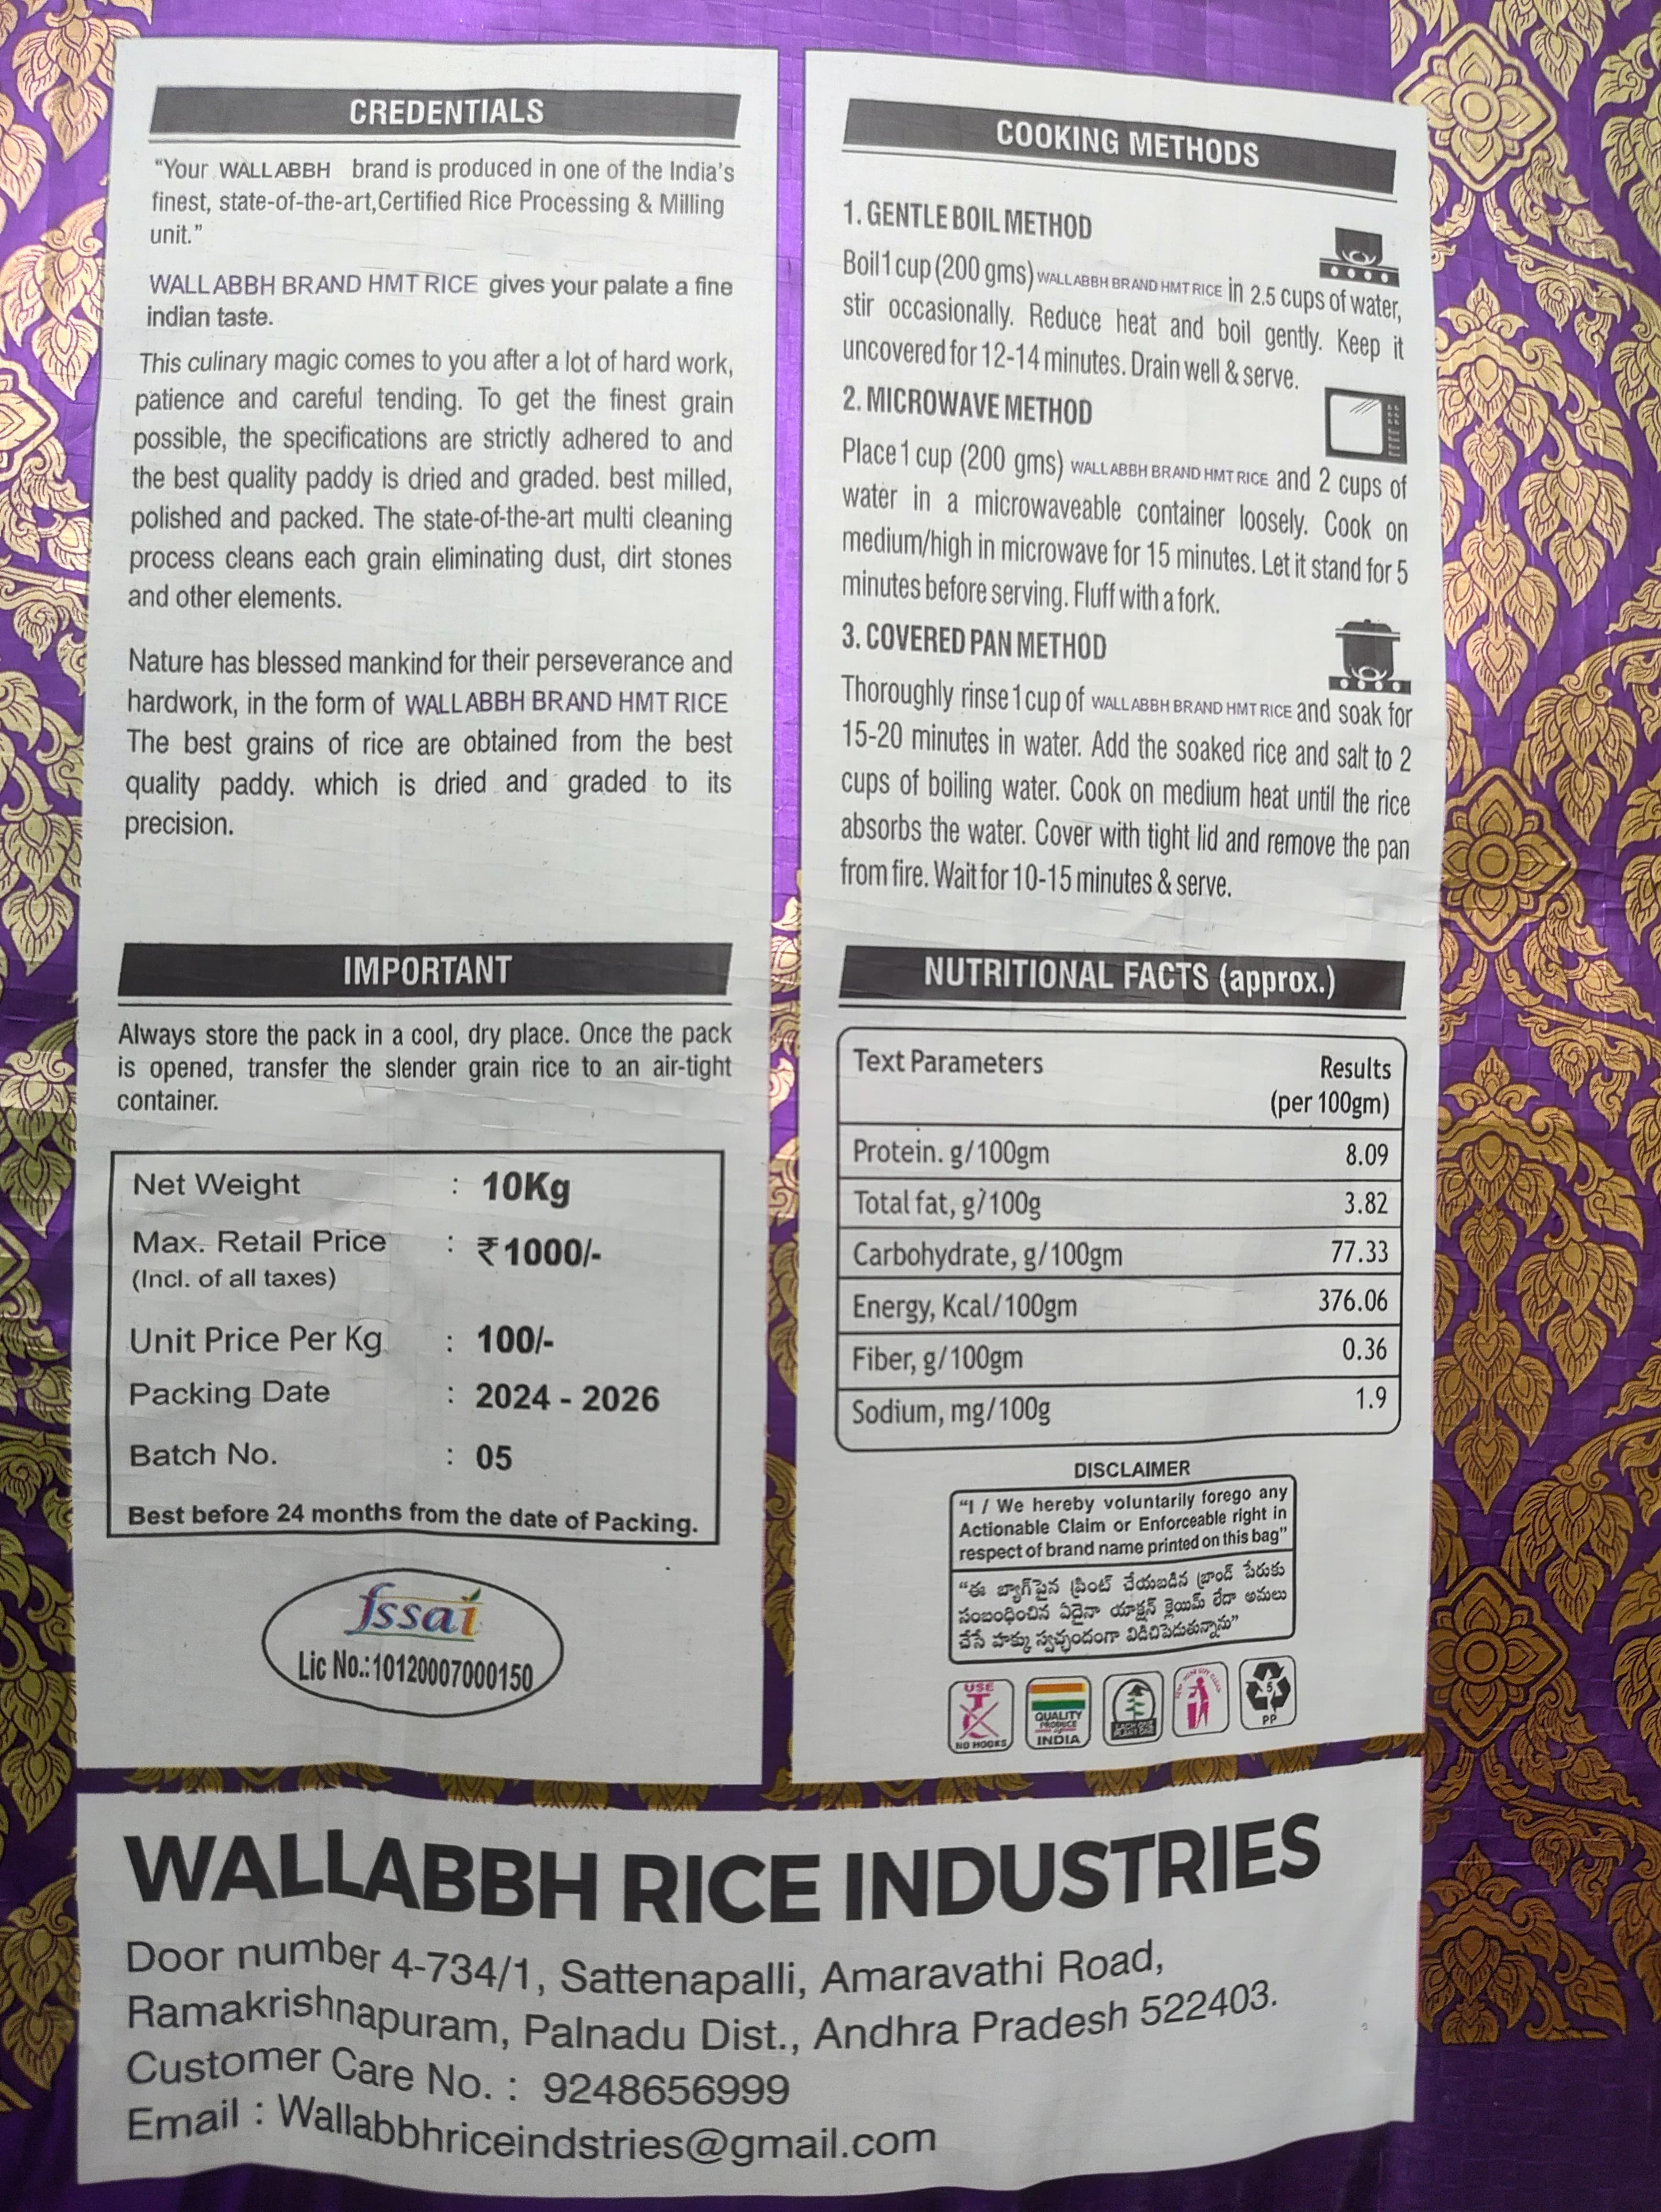 CREDENTIALS
“Your WALLABBH brand is produced in one of the India's
finest, state-of-the-art,Certified Rice Processing & Milling
unit.”
WALLABBH BRAND HMT RICE gives your palate a fine
indian taste.
This culinary magic comes to you after a lot of hard work,
patience and careful tending. To get the finest grain
possible, the specifications are strictly adhered to and
the best quality paddy is dried and graded. best milled,
polished and packed. The state-of-the-art multi cleaning
process cleans each grain eliminating dust, dirt stones
and other elements.
Nature has blessed mankind for their perseverance and
hardwork, in the form of WALLABBH BRAND HMT RICE
The best grains of rice are obtained from the best
quality paddy. which is dried and graded to its
precision.
IMPORTANT
Always store the pack in a cool, dry place. Once the pack
is opened, transfer the slender grain rice to an air-tight
container.
Net Weight : 10Kg
Max. Retail Price : ₹1000/-
(Incl. of all taxes)
Unit Price Per Kg : 100/-
Packing Date : 2024 - 2026
Batch No. : 05
Best before 24 months from the date of Packing.
fssai
Lic No.:10120007000150
COOKING METHODS
1. GENTLE BOIL METHOD
Boil 1 cup (200 gms) WALLABBH BRAND HMT RICE in 2.5 cups of water,
stir occasionally. Reduce heat and boil gently. Keep it
uncovered for 12-14 minutes. Drain well & serve.
2. MICROWAVE METHOD
Place 1 cup (200 gms) WALLABBH BRAND HMT RICE and 2 cups of
water in a microwaveable container loosely. Cook on
medium/high in microwave for 15 minutes. Let it stand for 5
minutes before serving. Fluff with a fork.
3. COVERED PAN METHOD
Thoroughly rinse 1 cup of WALLABBH BRAND HMT RICE and soak for
15-20 minutes in water. Add the soaked rice and salt to 2
cups of boiling water. Cook on medium heat until the rice
absorbs the water. Cover with tight lid and remove the pan
from fire. Wait for 10-15 minutes & serve.
NUTRITIONAL FACTS (approx.)
Text Parameters Results
(per 100gm)
Protein. g/100gm 8.09
Total fat, g/100g 3.82
Carbohydrate, g/100gm 77.33
Energy, Kcal/100gm 376.06
Fiber, g/100gm 0.36
Sodium, mg/100g 1.9
DISCLAIMER
“I / We hereby voluntarily forego any
Actionable Claim or Enforceable right in
respect of brand name printed on this bag”
“ఈ బ్యాగ్‌పైన ప్రింట్ చేయబడిన బ్రాండ్ పేరుకు
సంబంధించిన ఏదైనా యాక్షన్ క్లెయిమ్ లేదా అమలు
చేసే హక్కు స్వచ్ఛందంగా విడిచిపెడుతున్నాను”
USE
NO HOOKS
QUALITY
PRODUCE
INDIA
5
PP
WALLABBH RICE INDUSTRIES
Door number 4-734/1, Sattenapalli, Amaravathi Road,
Ramakrishnapuram, Palnadu Dist., Andhra Pradesh 522403.
Customer Care No. : 9248656999
Email : Wallabbhriceindstries@gmail.com